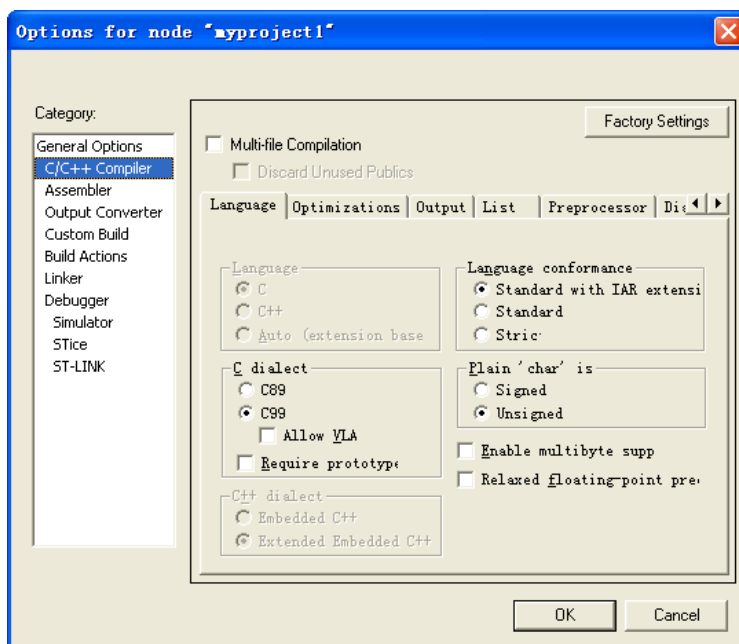 Options for node "myproject1"
Category:
Factory Settings
General Options
C/C++ Compiler
Assembler
Output Converter
Custom Build
Build Actions
Linker
Debugger
Simulator
STice
ST-LINK
Multi-file Compilation
Discard Unused Publics
Language Optimizations Output List Preprocessor Dia
Language
C
C++
Auto (extension base
C dialect
C89
C99
Allow VLA
Require prototype
C++ dialect
Embedded C++
Extended Embedded C++
Language conformance
Standard with IAR extensi
Standard
Stric
Plain 'char' is
Signed
Unsigned
Enable multibyte supp
Relaxed floating-point pre
OK Cancel